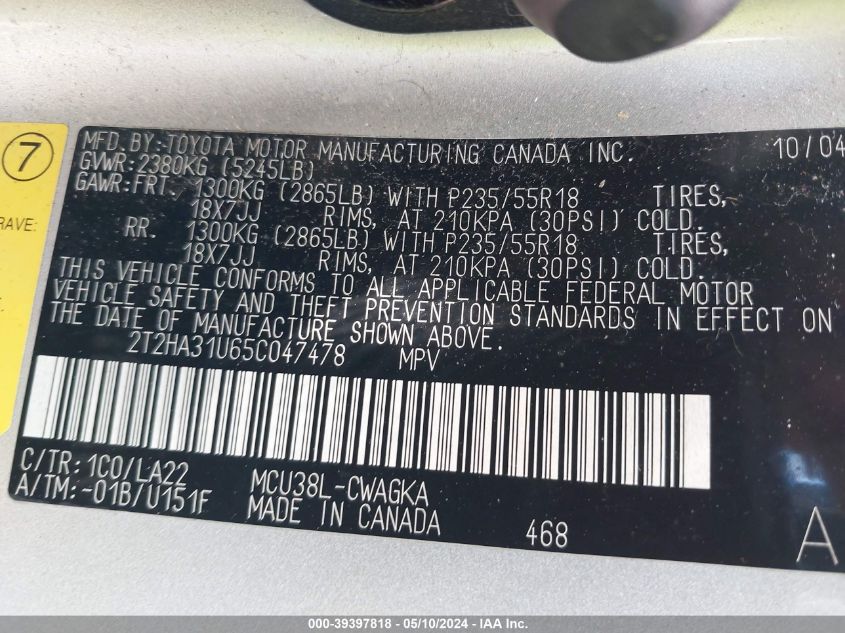 7
RAVE:
MFD. BY: TOYOTA MOTOR MANUFACTURING CANADA INC. 10/04
GVWR: 2380KG (5245LB)
GAWR: FRT. 1300KG (2865LB) WITH P235/55R18 TIRES,
18X7JJ RIMS, AT 210KPA (30PSI) COLD.
RR. 1300KG (2865LB) WITH P235/55R18 TIRES,
18X7JJ RIMS, AT 210KPA (30PSI) COLD.
THIS VEHICLE CONFORMS TO ALL APPLICABLE FEDERAL MOTOR
VEHICLE SAFETY AND THEFT PREVENTION STANDARDS IN EFFECT ON
THE DATE OF MANUFACTURE SHOWN ABOVE.
2T2HA31U65C047478 MPV
C/TR: 1C0/LA22 MCU38L-CWAGKA
A/TM: -01B/U151F MADE IN CANADA 468 A
000-39397818 - 05/10/2024 - IAA Inc.